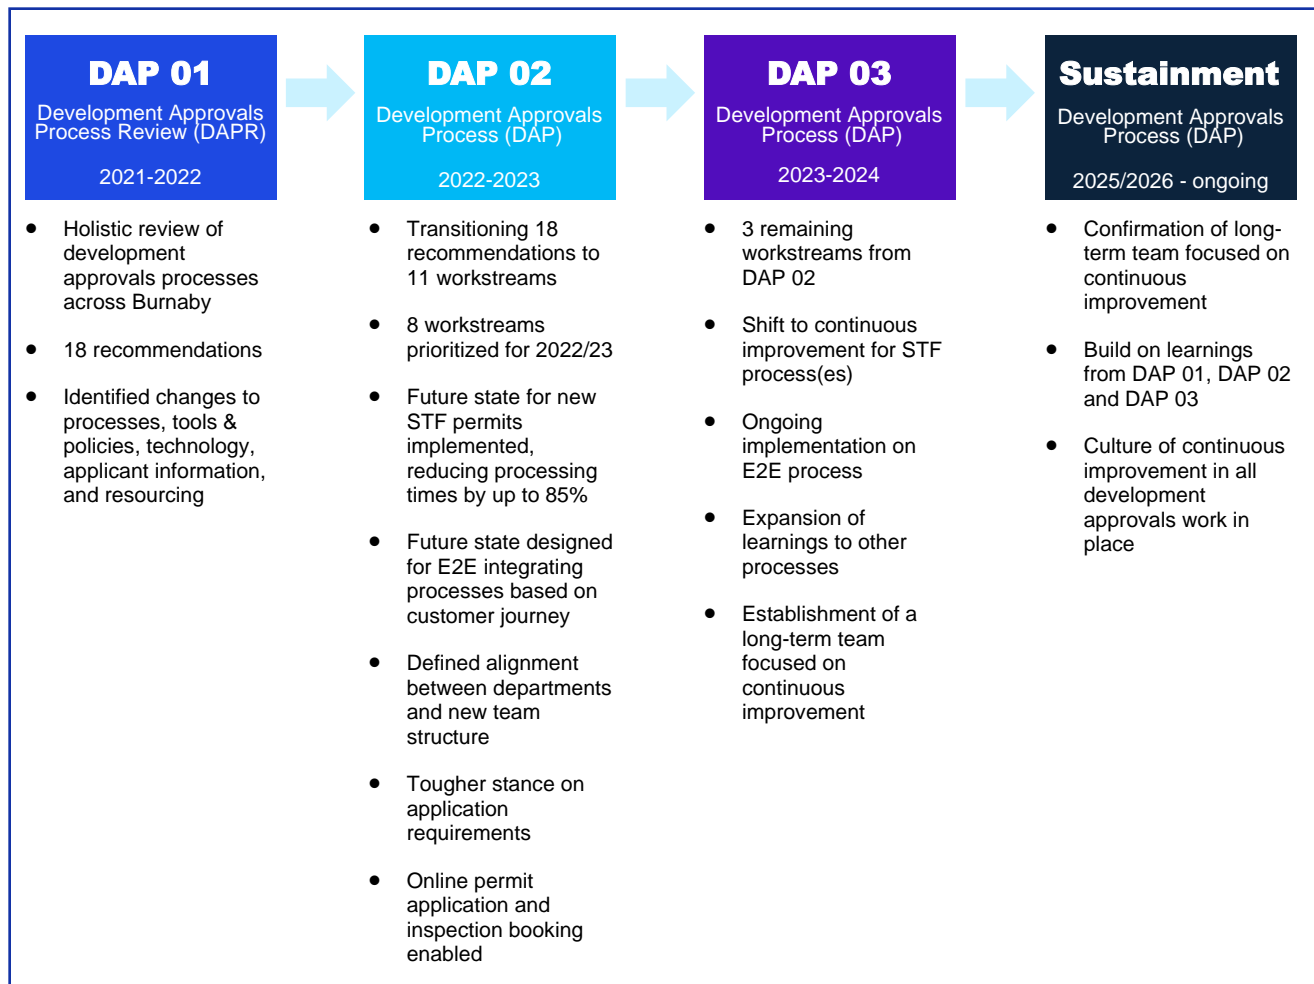 DAP 01
Development Approvals
Process Review (DAPR)
2021-2022
● Holistic review of
development
approvals processes
across Burnaby
● 18 recommendations
● Identified changes to
processes, tools &
policies, technology,
applicant information,
and resourcing
DAP 02
Development Approvals
Process (DAP)
2022-2023
● Transitioning 18
recommendations to
11 workstreams
● 8 workstreams
prioritized for 2022/23
● Future state for new
STF permits
implemented,
reducing processing
times by up to 85%
● Future state designed
for E2E integrating
processes based on
customer journey
● Defined alignment
between departments
and new team
structure
● Tougher stance on
application
requirements
● Online permit
application and
inspection booking
enabled
DAP 03
Development Approvals
Process (DAP)
2023-2024
● 3 remaining
workstreams from
DAP 02
● Shift to continuous
improvement for STF
process(es)
● Ongoing
implementation on
E2E process
● Expansion of
learnings to other
processes
● Establishment of a
long-term team
focused on
continuous
improvement
Sustainment
Development Approvals
Process (DAP)
2025/2026 - ongoing
● Confirmation of long-
term team focused on
continuous
improvement
● Build on learnings
from DAP 01, DAP 02
and DAP 03
● Culture of continuous
improvement in all
development
approvals work in
place